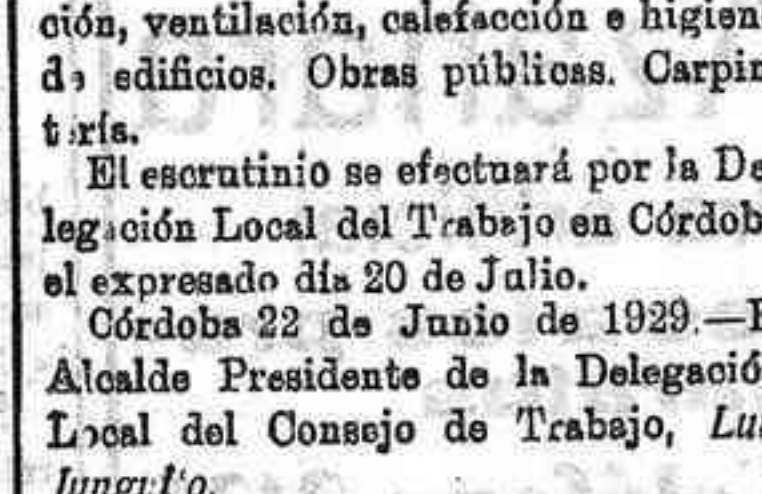 ción, ventilación, calefacción e higien
de edificios. Obras públicas. Carpin
tería.
El escrutinio se efectuará por la De
legación Local del Trabajo en Córdob
el expresado día 20 de Julio.
Córdoba 22 de Junio de 1929.—E
Alcalde Presidente de la Delegació
Local del Consejo de Trabajo, Lui